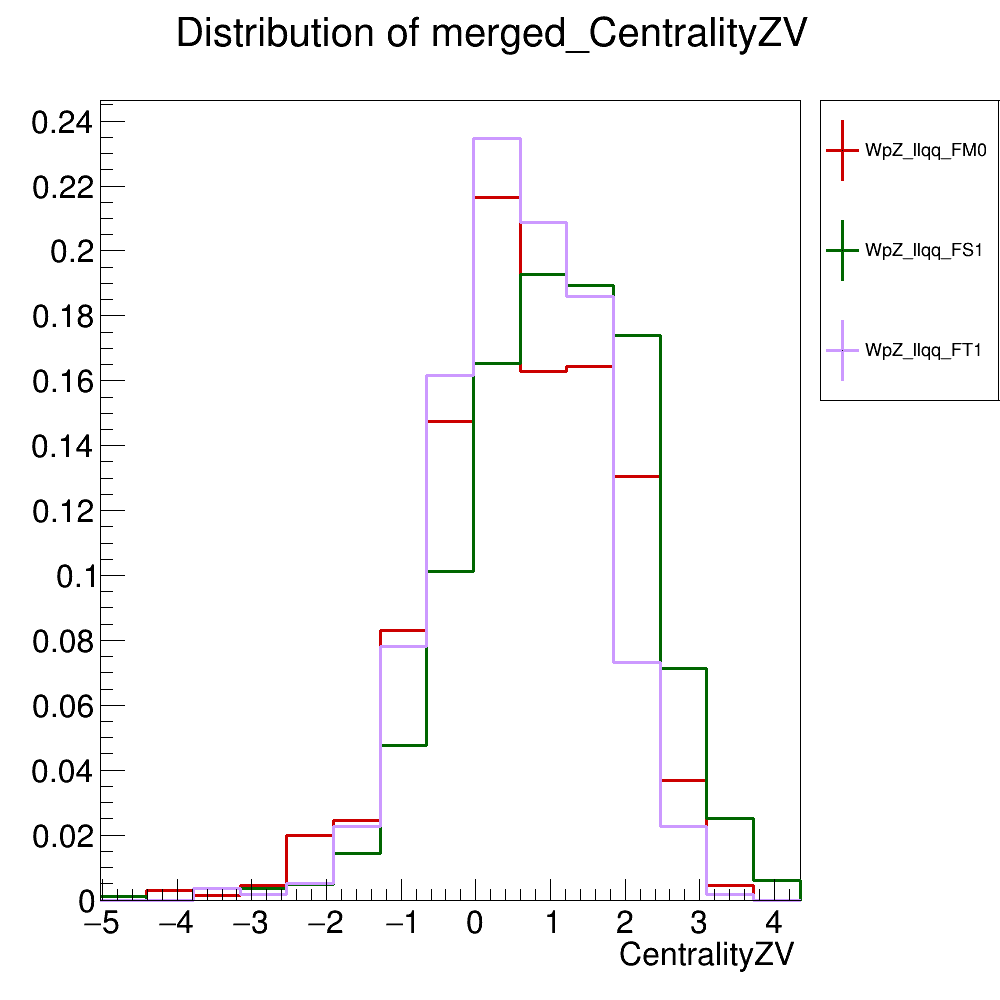 Distribution of merged_CentralityZV
0.24
0.22
0.2
0.18
0.16
0.14
0.12
0.1
0.08
0.06
0.04
0.02
0
−5 −4 −3 −2 −1 0 1 2 3 4
CentralityZV
WpZ_llqq_FM0
WpZ_llqq_FS1
WpZ_llqq_FT1